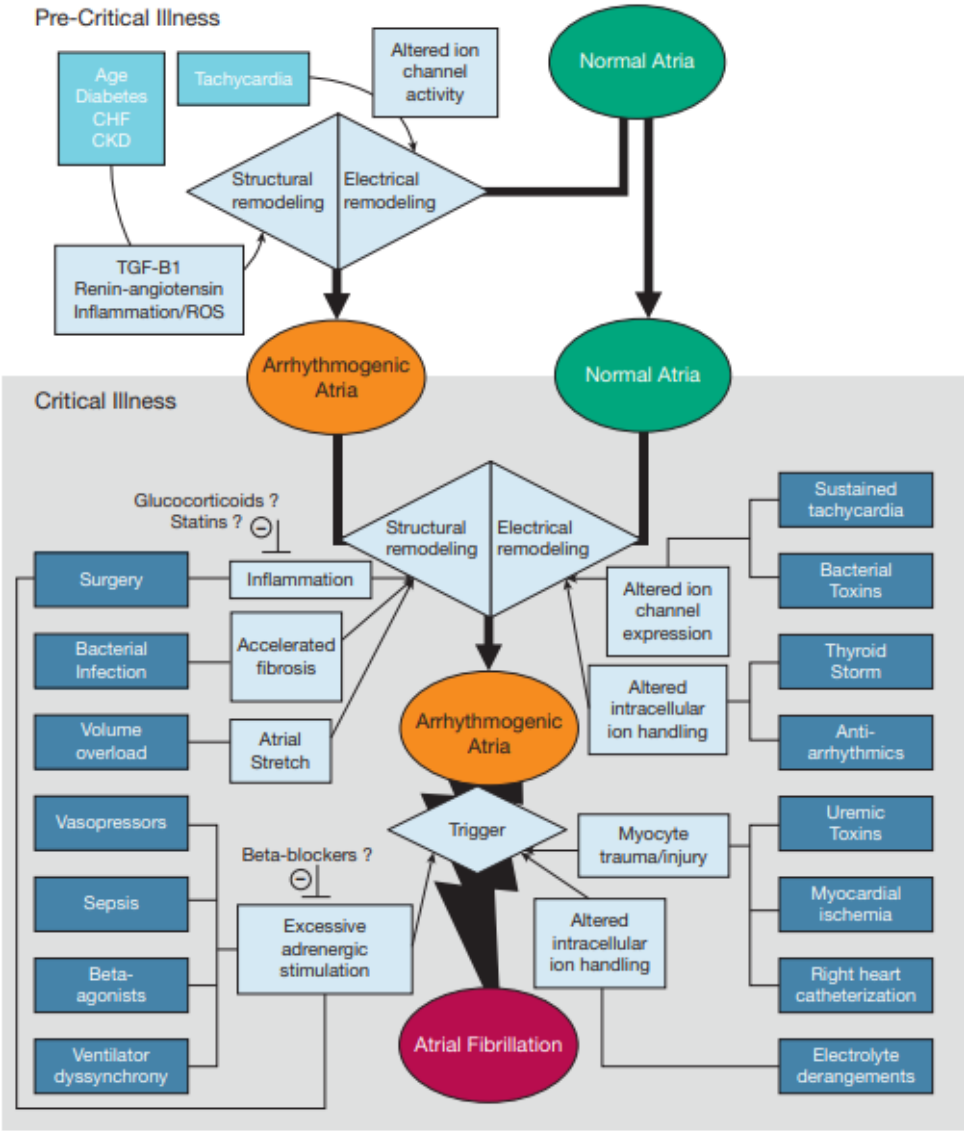 Pre-Critical Illness
Age
Diabetes
CHF
CKD
Tachycardia
Altered ion
channel
activity
Normal Atria
Structural
remodeling
Electrical
remodeling
TGF-B1
Renin-angiotensin
Inflammation/ROS
Arrhythmogenic
Atria
Normal Atria
Critical Illness
Glucocorticoids ?
Statins ?
Structural
remodeling
Electrical
remodeling
Sustained
tachycardia
Surgery
Inflammation
Altered ion
channel
expression
Bacterial
Toxins
Bacterial
Infection
Accelerated
fibrosis
Thyroid
Storm
Altered
intracellular
ion handling
Volume
overload
Atrial
Stretch
Arrhythmogenic
Atria
Anti-
arrhythmics
Vasopressors
Trigger
Myocyte
trauma/injury
Uremic
Toxins
Beta-blockers ?
Sepsis
Excessive
adrenergic
stimulation
Altered
intracellular
ion handling
Myocardial
ischemia
Beta-
agonists
Right heart
catheterization
Atrial Fibrillation
Ventilator
dyssynchrony
Electrolyte
derangements